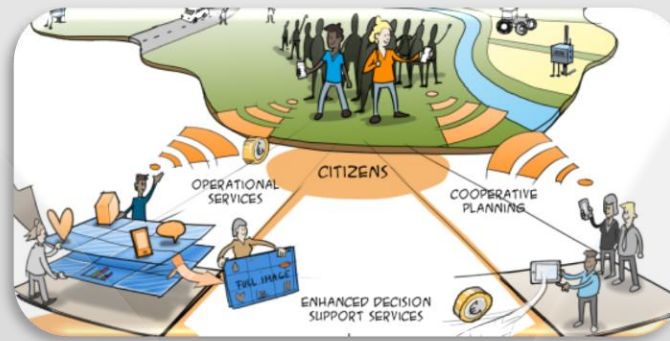 CITIZENS
OPERATIONAL
SERVICES
COOPERATIVE
PLANNING
FULL IMAGE
ENHANCED DECISION
SUPPORT SERVICES
€
€